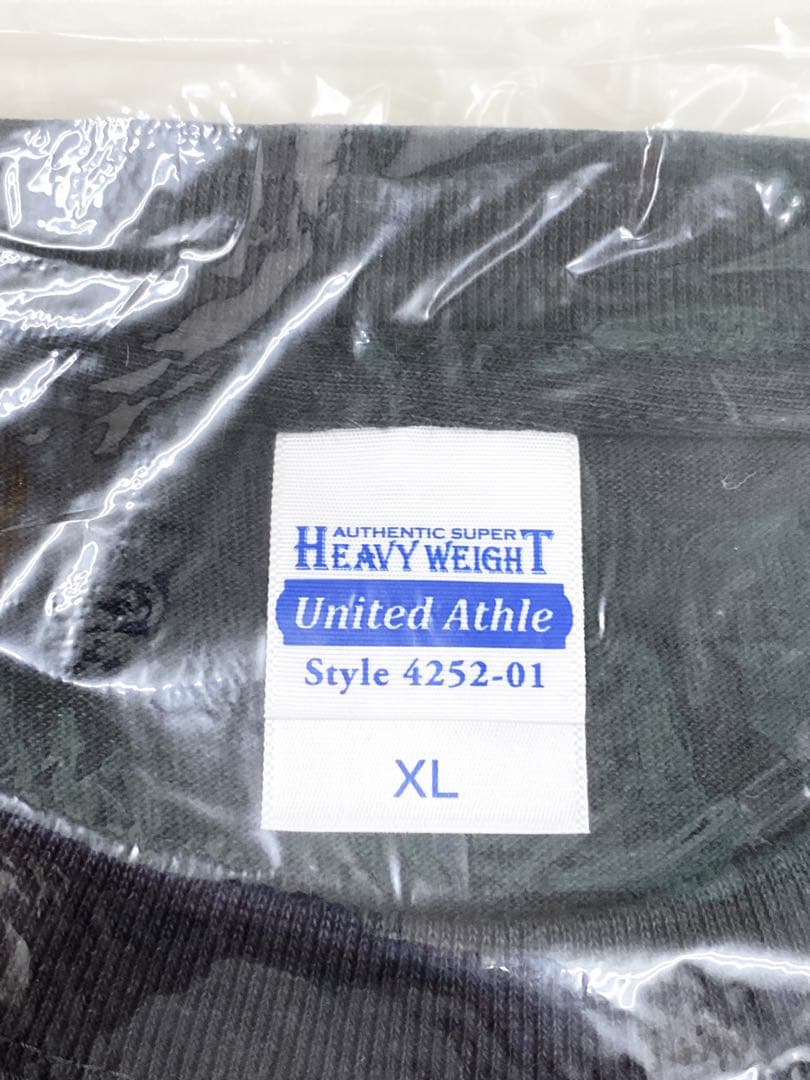 AUTHENTIC SUPER
HEAVY WEIGHT
United Athle
Style 4252-01
XL